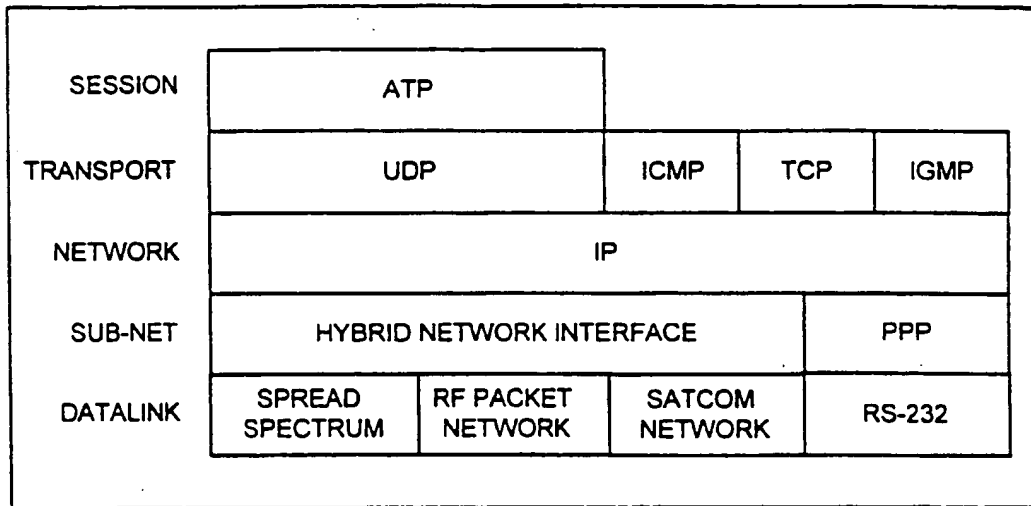 SESSION ATP
TRANSPORT UDP ICMP TCP IGMP
NETWORK IP
SUB-NET HYBRID NETWORK INTERFACE PPP
DATALINK SPREAD SPECTRUM RF PACKET NETWORK SATCOM NETWORK RS-232